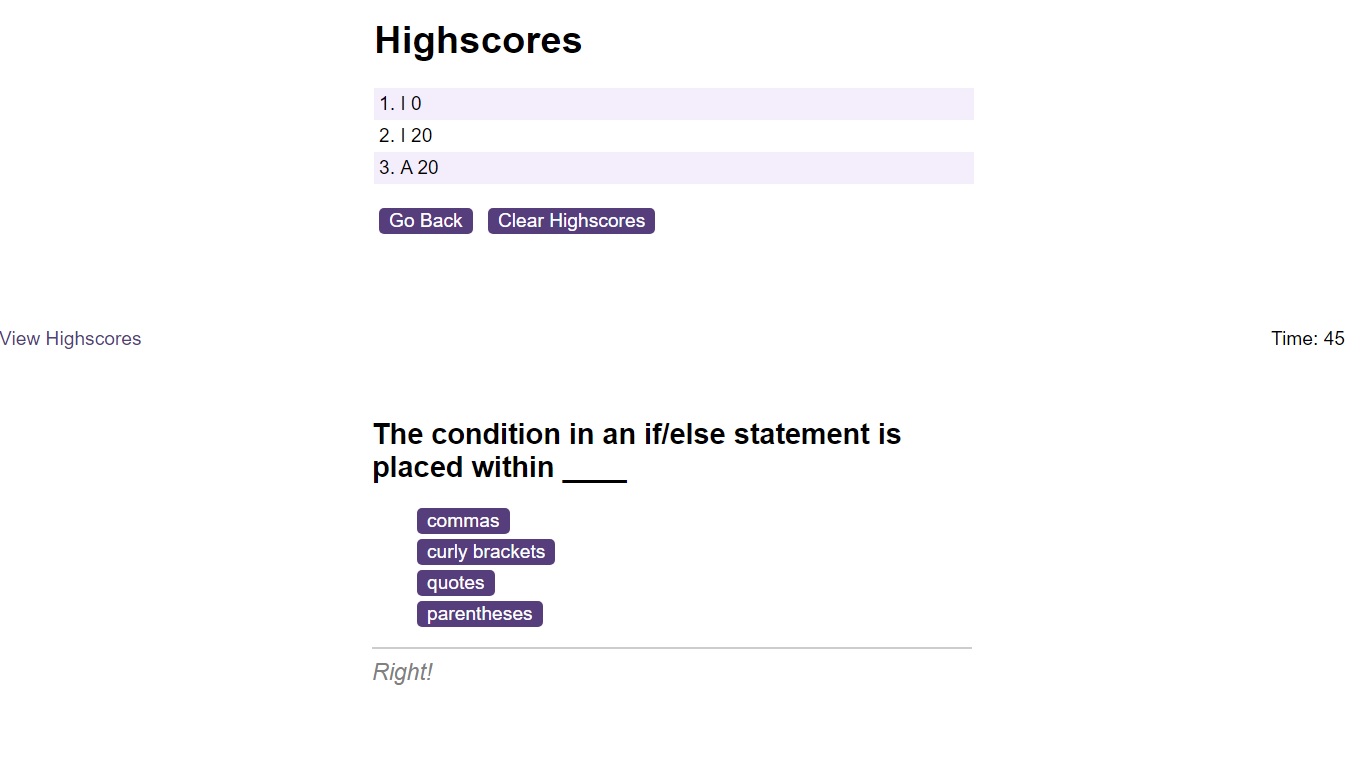 Highscores
1. I 0
2. I 20
3. A 20
Go Back Clear Highscores
View Highscores Time: 45
The condition in an if/else statement is
placed within ____
commas
curly brackets
quotes
parentheses
Right!